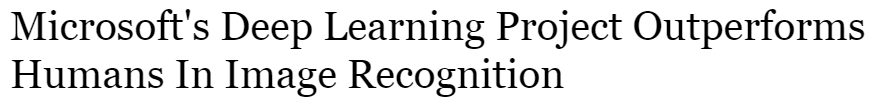 Microsoft's Deep Learning Project Outperforms
Humans In Image Recognition